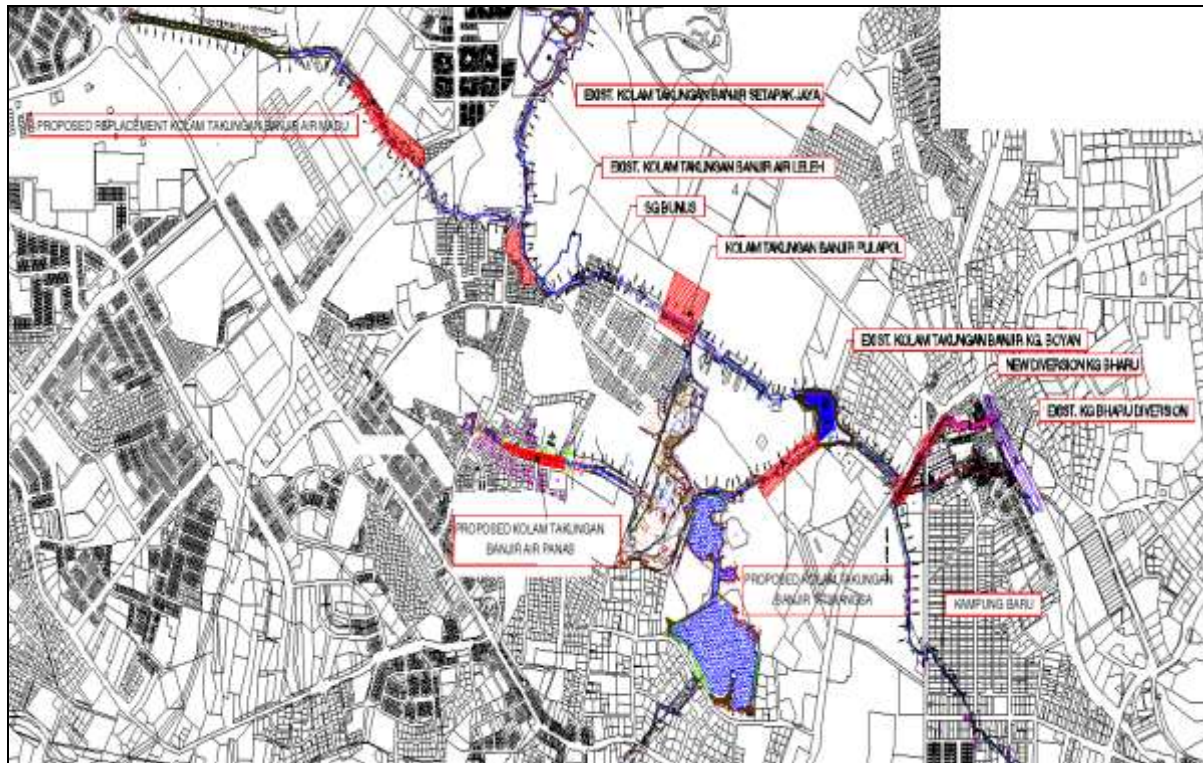 EXIST. KOLAM TAKUNGAN BANJIR SETAPAK JAYA
PROPOSED REPLACEMENT KOLAM TAKUNGAN BANJIR AIR MADU
EXIST. KOLAM TAKUNGAN BANJIR AIR LELEH
SG BUNUS
KOLAM TAKUNGAN BANJIR PULAPOL
EXIST. KOLAM TAKUNGAN BANJIR KG. BOYAN
NEW DIVERSION KG BHARU
EXIST. KG BHARU DIVERSION
PROPOSED KOLAM TAKUNGAN
BANJIR AIR PANAS
PROPOSED KOLAM TAKUNGAN
BANJIR
KAMPUNG BARU